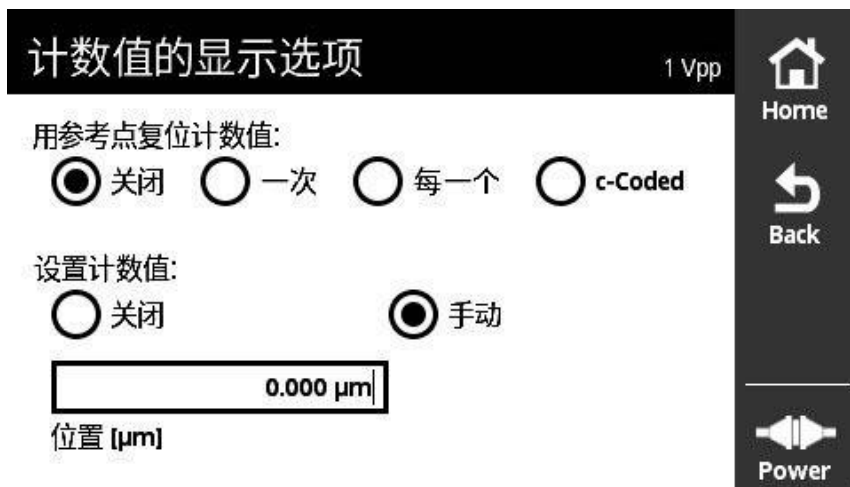 计数值的显示选项
1 Vpp
Home
用参考点复位计数值:
关闭 一次 每一个 c-Coded
Back
设置计数值:
关闭 手动
0.000 µm
位置 [µm]
Power